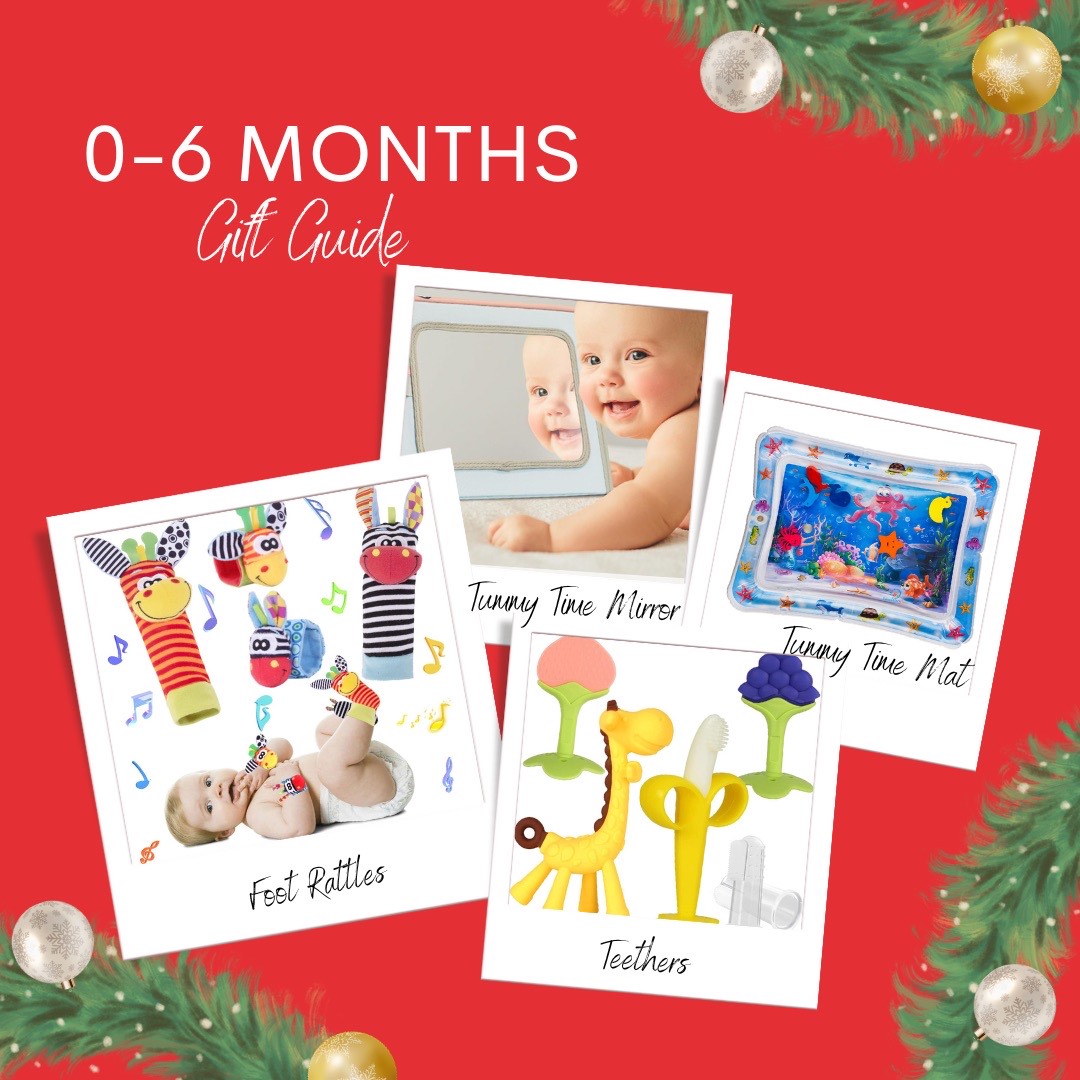 0-6 MONTHS
Gift Guide
Tummy Time Mirror
Tummy Time Mat
Foot Rattles
Teethers